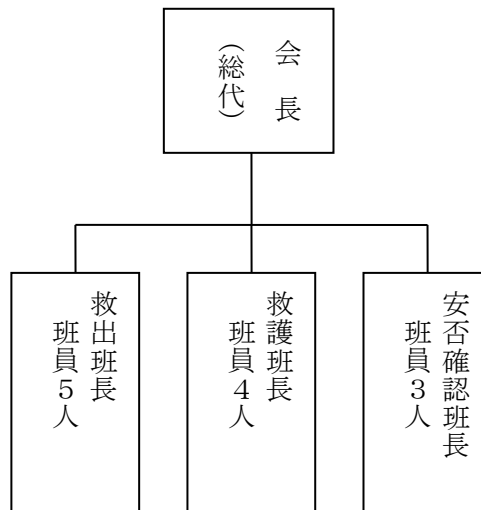 会長
（総代）
安否確認班長
班員３人
救護班長
班員４人
救出班長
班員５人